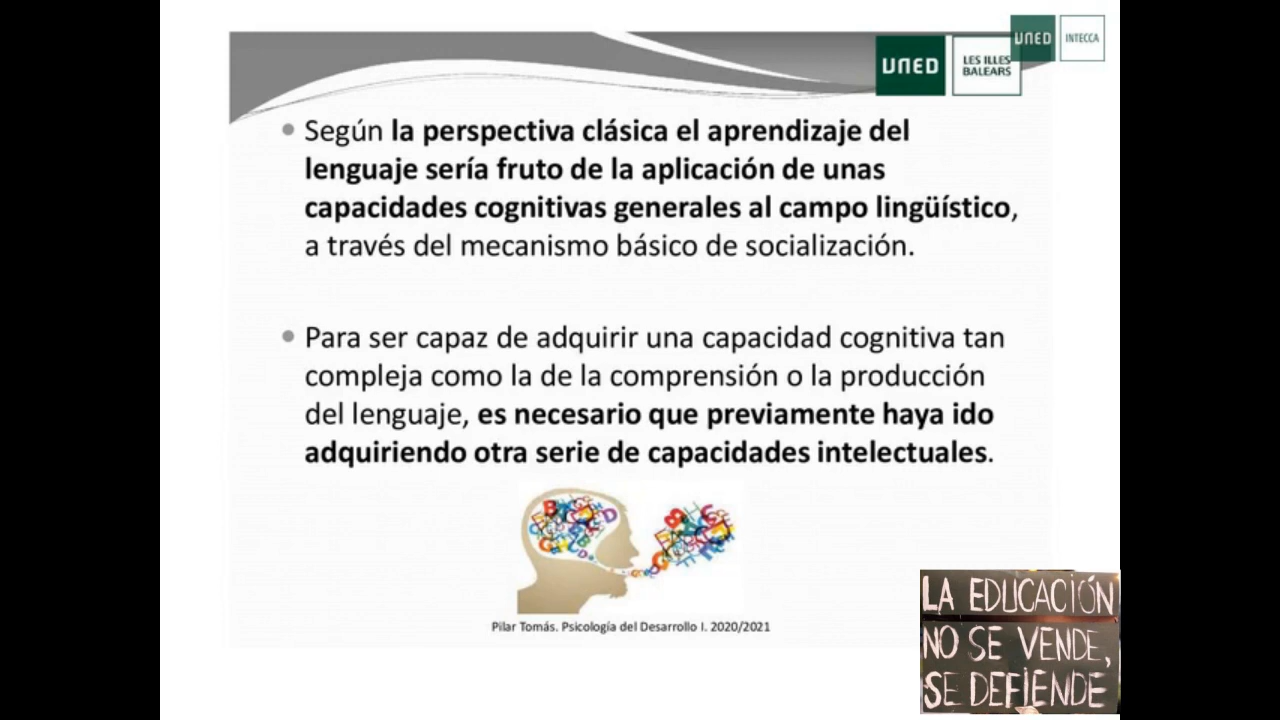 UNED
INTECCA
UNED
LES ILLES
BALEARS
Según la perspectiva clásica el aprendizaje del
lenguaje sería fruto de la aplicación de unas
capacidades cognitivas generales al campo lingüístico,
a través del mecanismo básico de socialización.
Para ser capaz de adquirir una capacidad cognitiva tan
compleja como la de la comprensión o la producción
del lenguaje, es necesario que previamente haya ido
adquiriendo otra serie de capacidades intelectuales.
Pilar Tomás. Psicología del Desarrollo I. 2020/2021
LA EDUCACIÓN
NO SE VENDE,
SE DEFIENDE